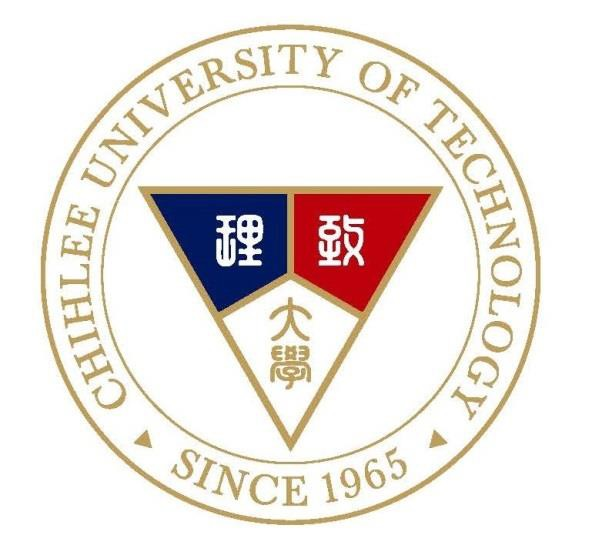 CHIHLEE UNIVERSITY OF TECHNOLOGY
致理
大學
SINCE 1965